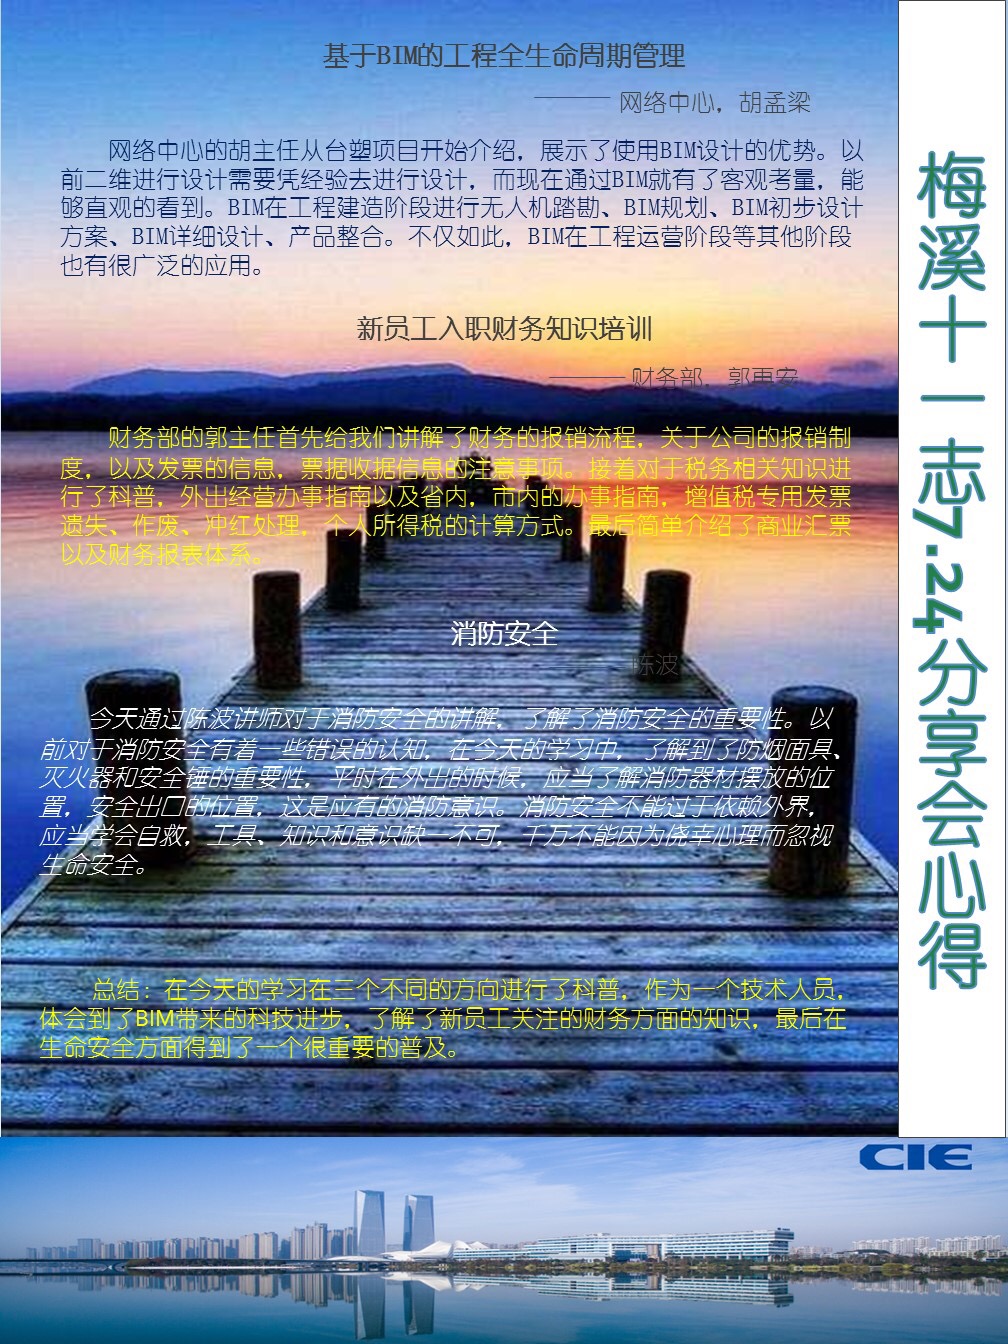 基于BIM的工程全生命周期管理
——— 网络中心，胡孟梁
网络中心的胡主任从台塑项目开始介绍，展示了使用BIM设计的优势。以
前二维进行设计需要凭经验去进行设计，而现在通过BIM就有了客观考量，能
够直观的看到。BIM在工程建造阶段进行无人机踏勘、BIM规划、BIM初步设计
方案、BIM详细设计、产品整合。不仅如此，BIM在工程运营阶段等其他阶段
也有很广泛的应用。
新员工入职财务知识培训
——— 财务部，郭再安
财务部的郭主任首先给我们讲解了财务的报销流程，关于公司的报销制
度，以及发票的信息，票据收据信息的注意事项。接着对于税务相关知识进
行了科普，外出经营办事指南以及省内，市内的办事指南，增值税专用发票
遗失、作废、冲红处理，个人所得税的计算方式。最后简单介绍了商业汇票
以及财务报表体系。
消防安全
——— 陈波
今天通过陈波讲师对于消防安全的讲解，了解了消防安全的重要性。以
前对于消防安全有着一些错误的认知，在今天的学习中，了解到了防烟面具、
灭火器和安全锤的重要性，平时在外出的时候，应当了解消防器材摆放的位
置，安全出口的位置，这是应有的消防意识。消防安全不能过于依赖外界，
应当学会自救，工具、知识和意识缺一不可，千万不能因为侥幸心理而忽视
生命安全。
总结：在今天的学习在三个不同的方向进行了科普，作为一个技术人员，
体会到了BIM带来的科技进步，了解了新员工关注的财务方面的知识，最后在
生命安全方面得到了一个很重要的普及。
梅溪十一志7.24分享会心得
CIE